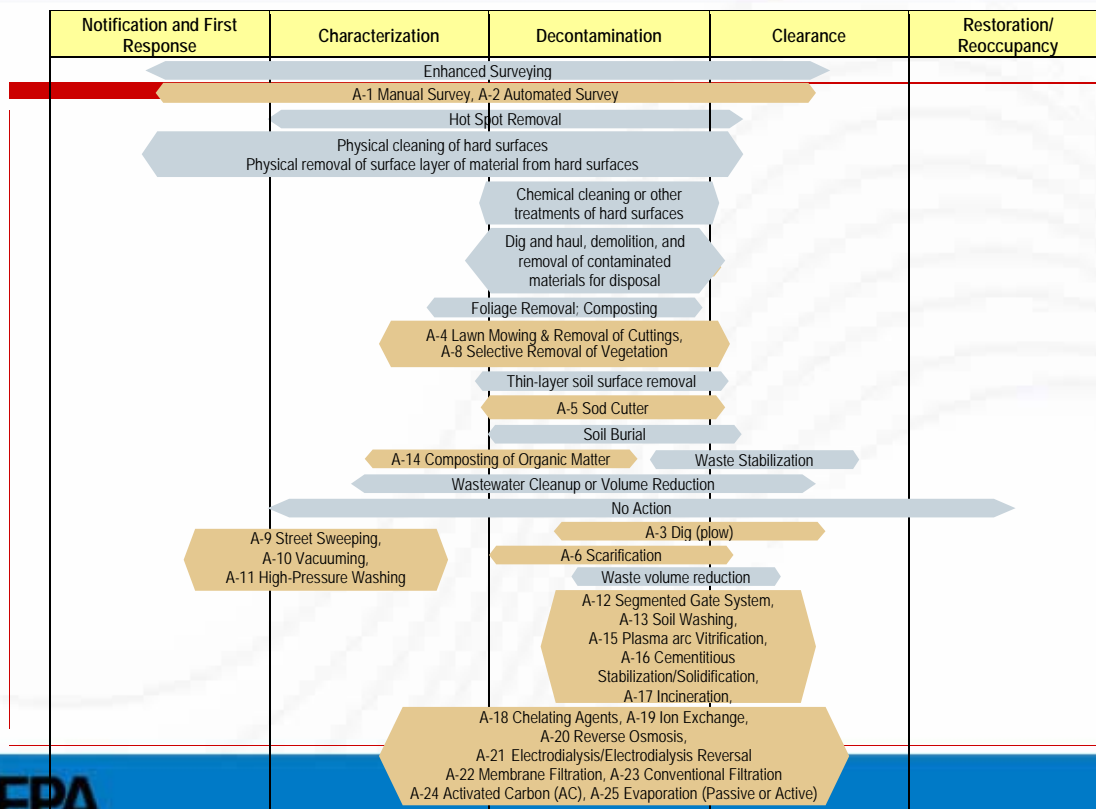 Notification and First
Response
Characterization
Decontamination
Clearance
Restoration/
Reoccupancy
Enhanced Surveying
A-1 Manual Survey, A-2 Automated Survey
Hot Spot Removal
Physical cleaning of hard surfaces
Physical removal of surface layer of material from hard surfaces
Chemical cleaning or other
treatments of hard surfaces
Dig and haul, demolition, and
removal of contaminated
materials for disposal
Foliage Removal; Composting
A-4 Lawn Mowing & Removal of Cuttings,
A-8 Selective Removal of Vegetation
Thin-layer soil surface removal
A-5 Sod Cutter
Soil Burial
A-14 Composting of Organic Matter
Waste Stabilization
Wastewater Cleanup or Volume Reduction
No Action
A-3 Dig (plow)
A-9 Street Sweeping,
A-10 Vacuuming,
A-11 High-Pressure Washing
A-6 Scarification
Waste volume reduction
A-12 Segmented Gate System,
A-13 Soil Washing,
A-15 Plasma arc Vitrification,
A-16 Cementitious
Stabilization/Solidification,
A-17 Incineration,
A-18 Chelating Agents, A-19 Ion Exchange,
A-20 Reverse Osmosis,
A-21 Electrodialysis/Electrodialysis Reversal
A-22 Membrane Filtration, A-23 Conventional Filtration
A-24 Activated Carbon (AC), A-25 Evaporation (Passive or Active)
EPA